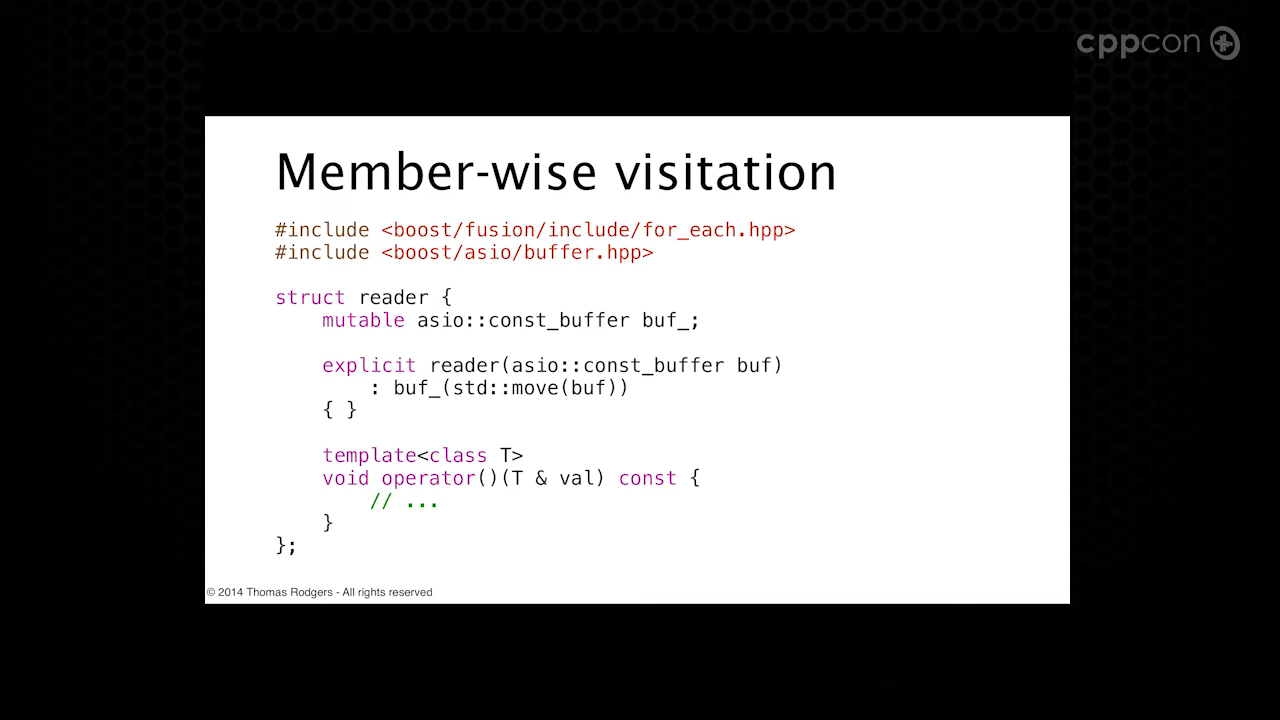 cppcon
Member-wise visitation
#include <boost/fusion/include/for_each.hpp>
#include <boost/asio/buffer.hpp>
struct reader {
    mutable asio::const_buffer buf_;
    explicit reader(asio::const_buffer buf)
        : buf_(std::move(buf))
    { }
    template<class T>
    void operator()(T & val) const {
        // ...
    }
};
© 2014 Thomas Rodgers - All rights reserved